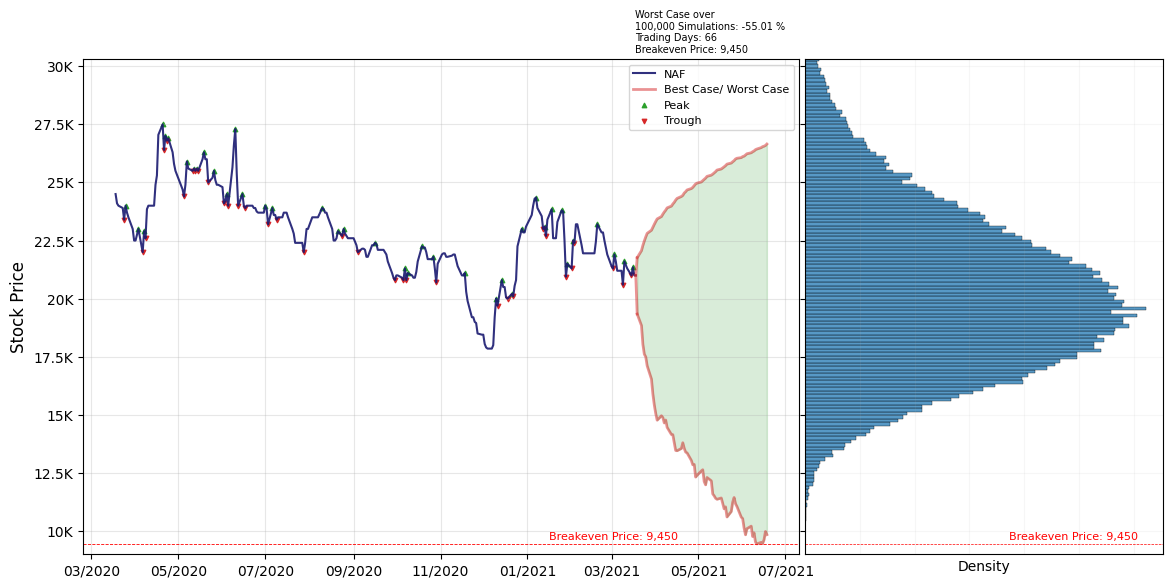 Worst Case over
100,000 Simulations: -55.01 %
Trading Days: 66
Breakeven Price: 9,450
NAF
Best Case/ Worst Case
Peak
Trough
Stock Price
30K
27.5K
25K
22.5K
20K
17.5K
15K
12.5K
10K
Breakeven Price: 9,450
Breakeven Price: 9,450
03/2020
05/2020
07/2020
09/2020
11/2020
01/2021
03/2021
05/2021
07/2021
Density